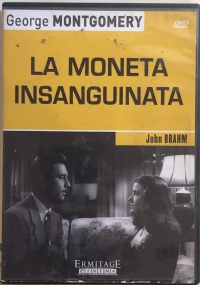 George MONTGOMERY
DVD
LA MONETA
INSANGUINATA
John BRAHM
ERMITAGE
CINEMA